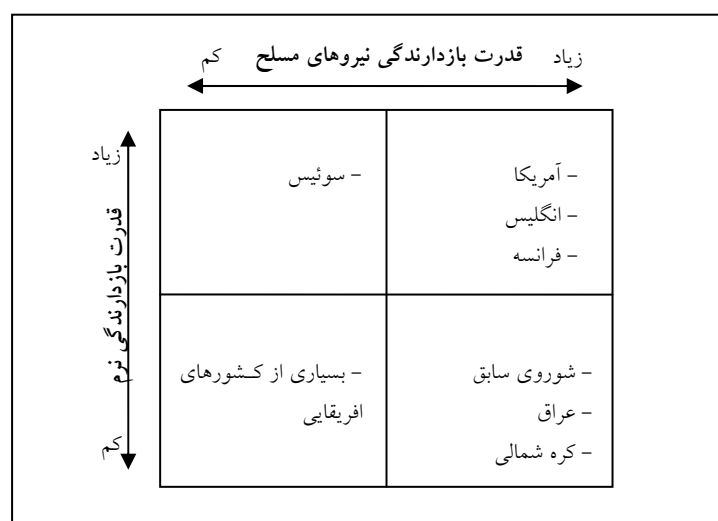 زیاد قدرت بازدارندگی نیروهای مسلح کم
زیاد
قدرت بازدارندگی نرم
کم
– آمریکا
– انگلیس
– فرانسه
– سوئیس
– شوروی سابق
– عراق
– کره شمالی
– بسیاری از کشورهای
افریقایی